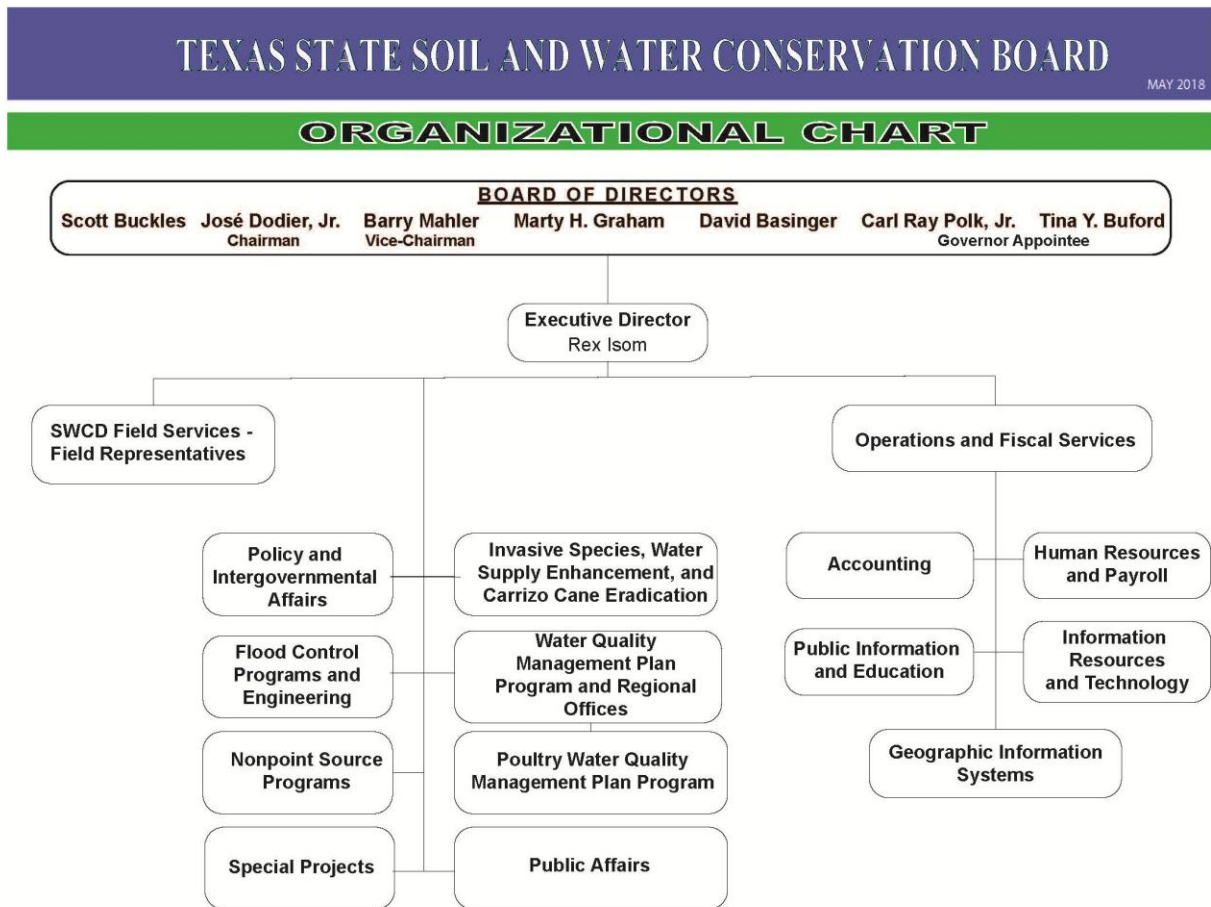 TEXAS STATE SOIL AND WATER CONSERVATION BOARD
MAY 2018
ORGANIZATIONAL CHART
BOARD OF DIRECTORS
Scott Buckles José Dodier, Jr. Barry Mahler Marty H. Graham David Basinger Carl Ray Polk, Jr. Tina Y. Buford
Chairman Vice-Chairman Governor Appointee
Executive Director
Rex Isom
SWCD Field Services -
Field Representatives
Operations and Fiscal Services
Policy and
Intergovernmental
Affairs
Invasive Species, Water
Supply Enhancement, and
Carrizo Cane Eradication
Flood Control
Programs and
Engineering
Water Quality
Management Plan
Program and Regional
Offices
Nonpoint Source
Programs
Poultry Water Quality
Management Plan Program
Special Projects
Public Affairs
Accounting
Human Resources
and Payroll
Public Information
and Education
Information
Resources
and Technology
Geographic Information
Systems